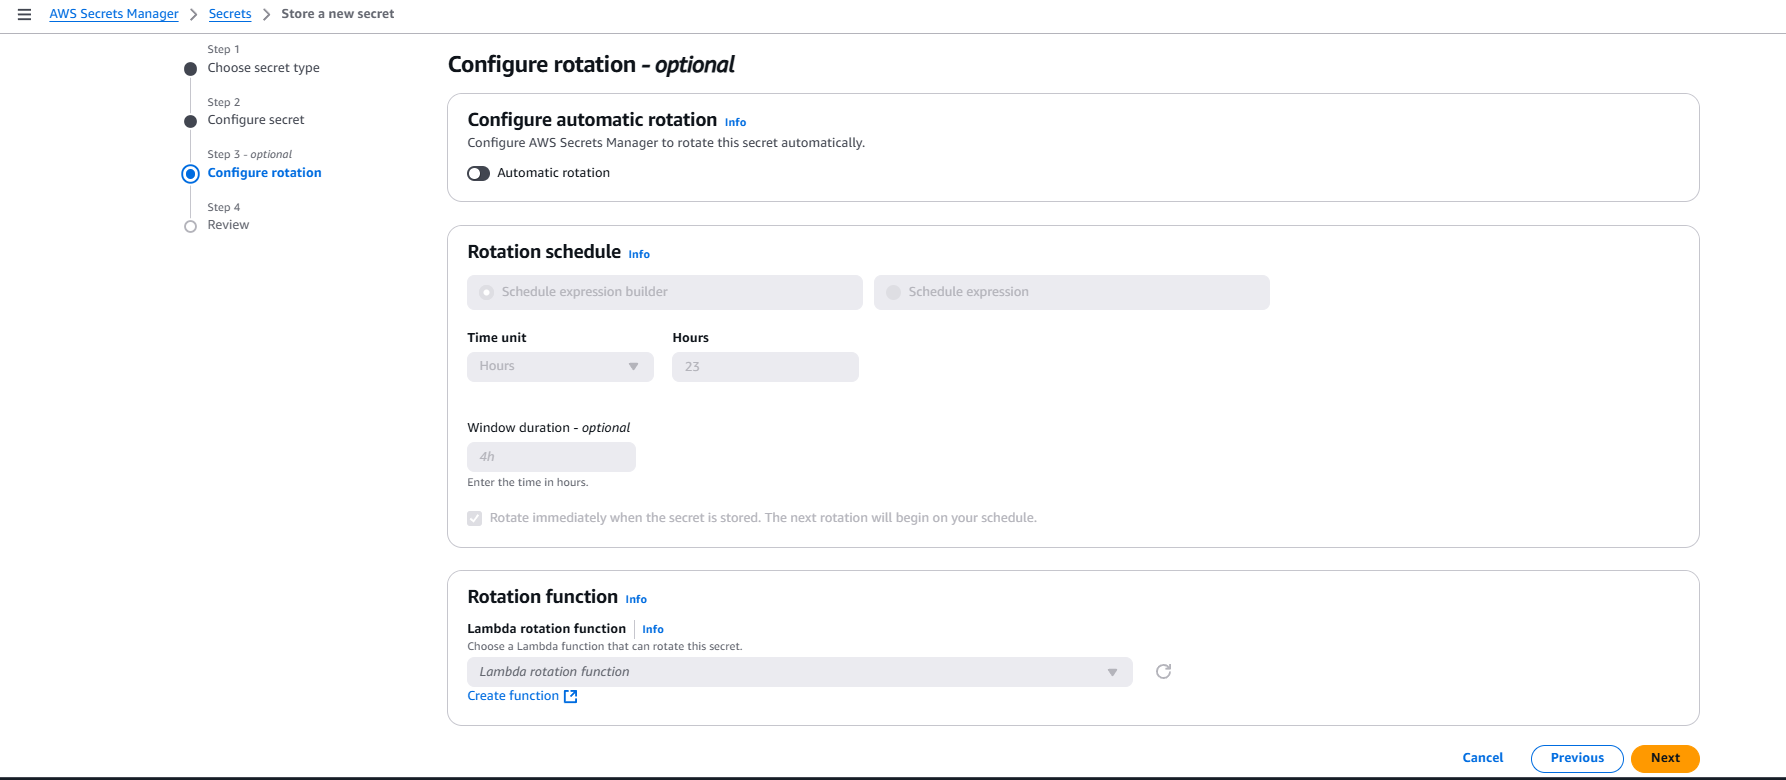 AWS Secrets Manager > Secrets > Store a new secret
Step 1
Choose secret type
Step 2
Configure secret
Step 3 - optional
Configure rotation
Step 4
Review
Configure rotation - optional
Configure automatic rotation Info
Configure AWS Secrets Manager to rotate this secret automatically.
Automatic rotation
Rotation schedule Info
Schedule expression builder Schedule expression
Time unit Hours
Hours 23
Window duration - optional
4h
Enter the time in hours.
Rotate immediately when the secret is stored. The next rotation will begin on your schedule.
Rotation function Info
Lambda rotation function Info
Choose a Lambda function that can rotate this secret.
Lambda rotation function
Create function
Cancel Previous Next